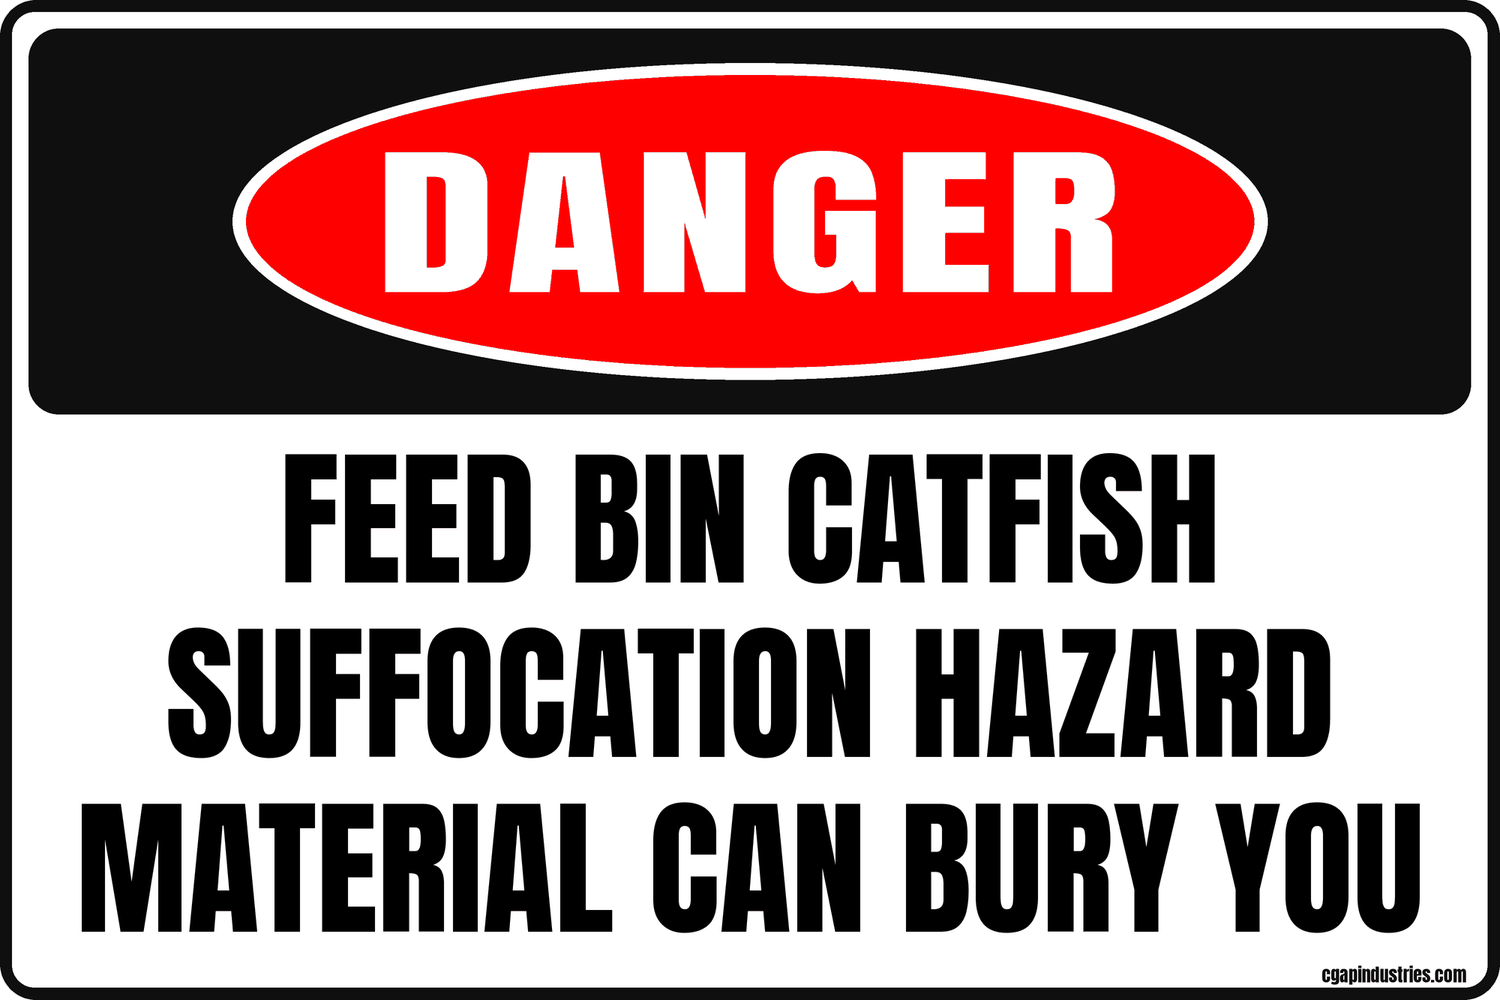 DANGER
FEED BIN CATFISH
SUFFOCATION HAZARD
MATERIAL CAN BURY YOU
cgapindustries.com